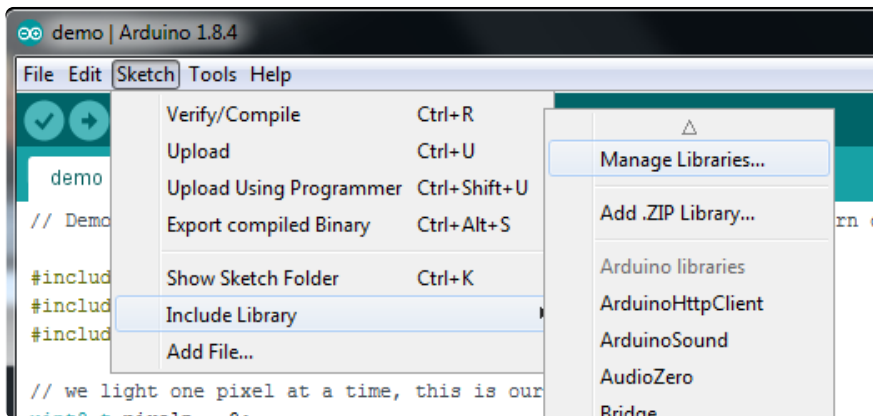 demo | Arduino 1.8.4
File Edit Sketch Tools Help
Verify/Compile Ctrl+R
Upload Ctrl+U
Upload Using Programmer Ctrl+Shift+U
Export compiled Binary Ctrl+Alt+S
Show Sketch Folder Ctrl+K
Include Library
Add File...
Manage Libraries...
Add .ZIP Library...
Arduino libraries
ArduinoHttpClient
ArduinoSound
AudioZero
Bridge
demo
// Demo
rn
#includ
#includ
#includ
// we light one pixel at a time, this is our